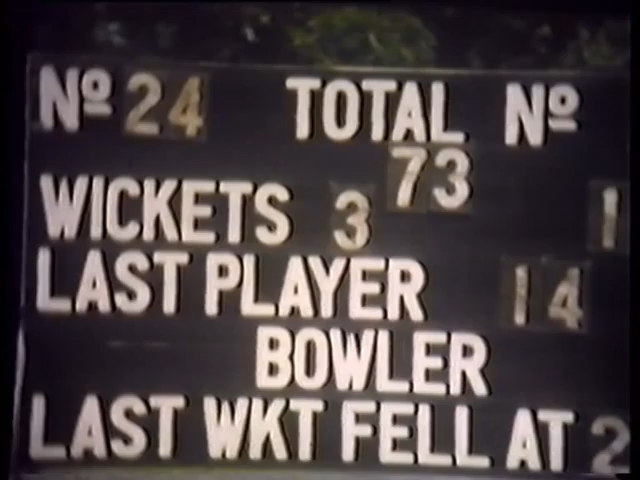 Nº 24 TOTAL Nº
73
WICKETS 3 1
LAST PLAYER 14
BOWLER
LAST WKT FELL AT 2